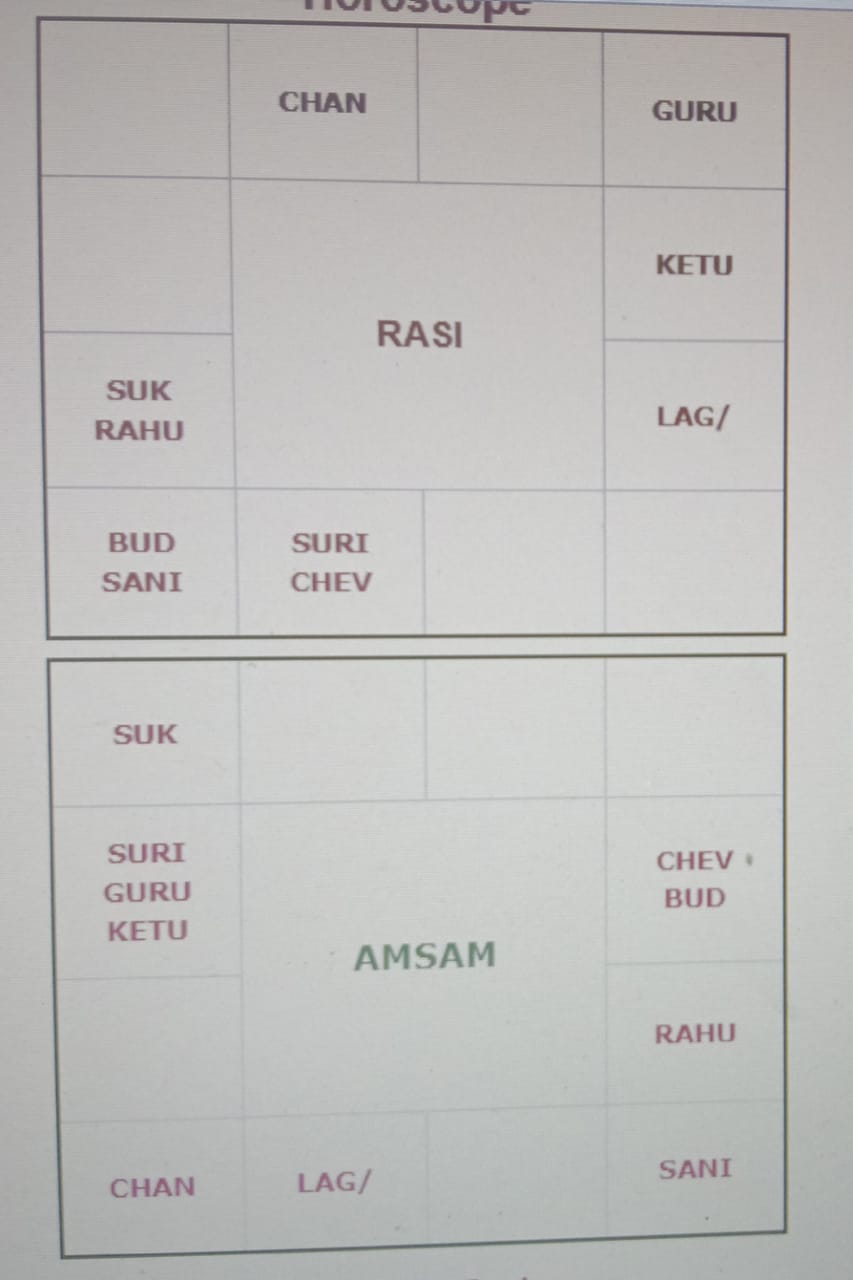 Horoscope
CHAN
GURU
KETU
RASI
SUK
RAHU
LAG/
BUD
SANI
SURI
CHEV
SUK
SURI
GURU
KETU
CHEV
BUD
AMSAM
RAHU
CHAN
LAG/
SANI